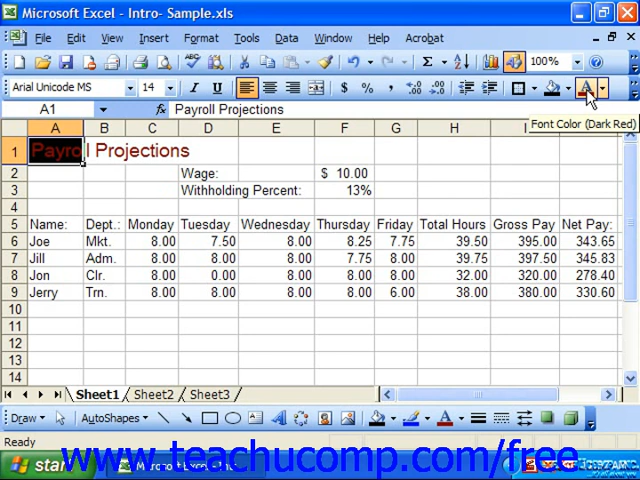 Microsoft Excel - Intro- Sample.xls
File Edit View Insert Format Tools Data Window Help Acrobat
100%
Arial Unicode MS 14 B I U $ % ,
A1 fx Payroll Projections
Font Color (Dark Red)
A B C D E F G H I
1 Payroll Projections
2 Wage: $ 10.00
3 Withholding Percent: 13%
4
5 Name: Dept.: Monday Tuesday Wednesday Thursday Friday Total Hours Gross Pay Net Pay:
6 Joe Mkt. 8.00 7.50 8.00 8.25 7.75 39.50 395.00 343.65
7 Jill Adm. 8.00 8.00 8.00 7.75 8.00 39.75 397.50 345.83
8 Jon Clr. 8.00 0.00 8.00 8.00 8.00 32.00 320.00 278.40
9 Jerry Trn. 8.00 8.00 8.00 8.00 6.00 38.00 380.00 330.60
10
11
12
13
14
Sheet1 Sheet2 Sheet3
Draw AutoShapes
Ready
start Microsoft Excel
www.teachucomp.com/free